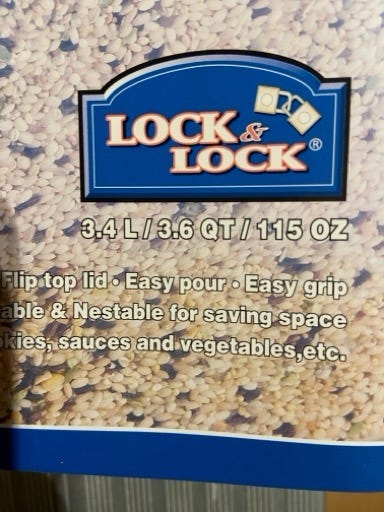 LOCK &
LOCK®
3.4 L / 3.6 QT / 115 OZ
Flip top lid • Easy pour • Easy grip
able & Nestable for saving space
kies, sauces and vegetables,etc.